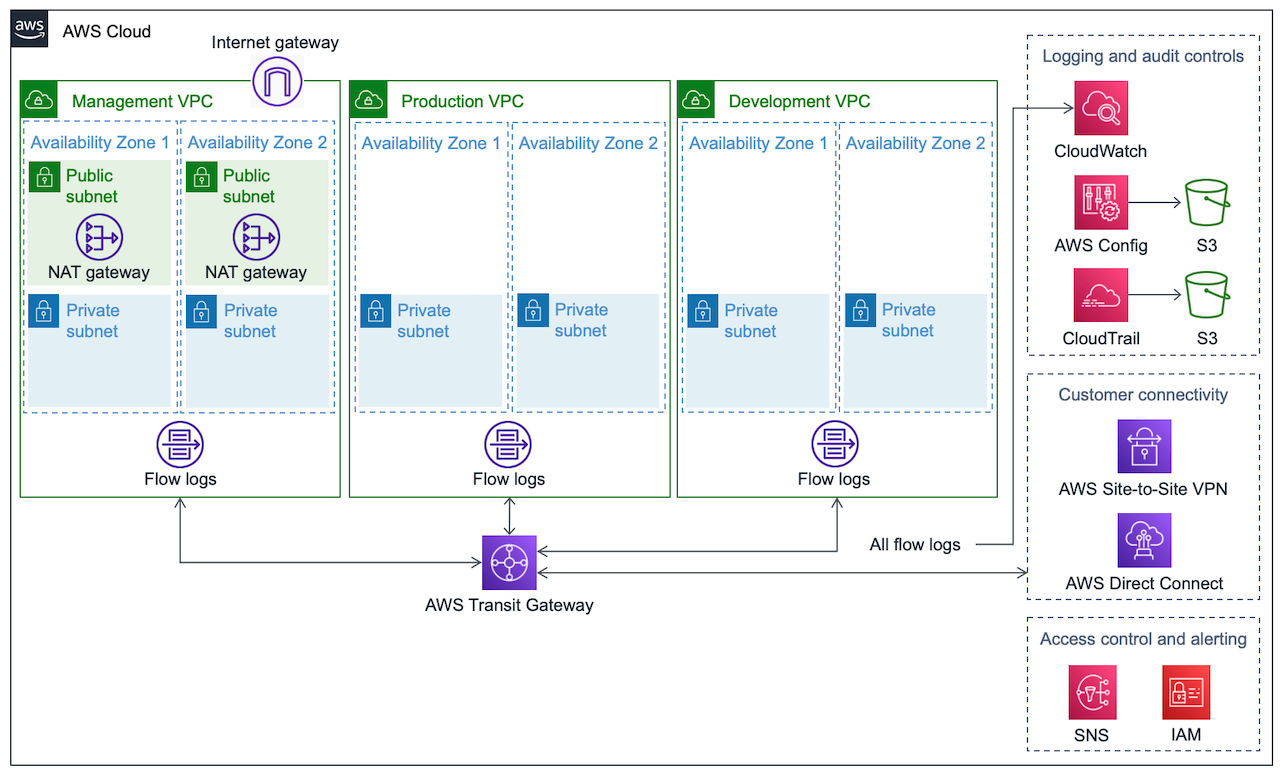 aws
AWS Cloud
Internet gateway
Management VPC
Availability Zone 1
Availability Zone 2
Public
subnet
Public
subnet
NAT gateway
NAT gateway
Private
subnet
Private
subnet
Flow logs
Production VPC
Availability Zone 1
Availability Zone 2
Private
subnet
Private
subnet
Flow logs
Development VPC
Availability Zone 1
Availability Zone 2
Private
subnet
Private
subnet
Flow logs
AWS Transit Gateway
All flow logs
Logging and audit controls
CloudWatch
AWS Config
S3
CloudTrail
S3
Customer connectivity
AWS Site-to-Site VPN
AWS Direct Connect
Access control and alerting
SNS
IAM